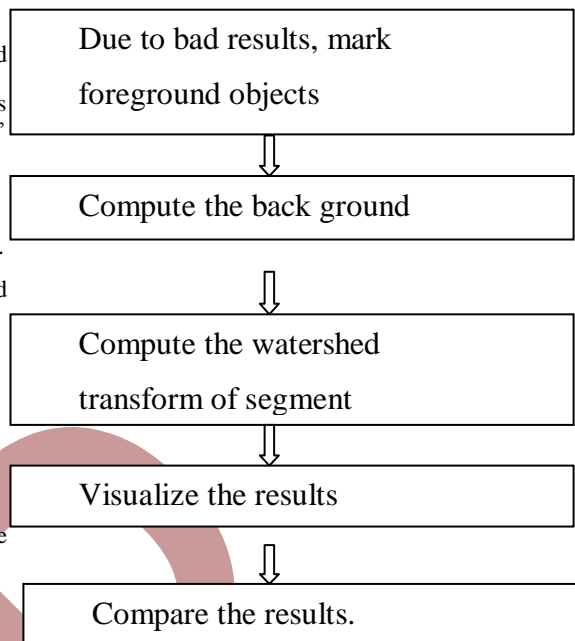 Due to bad results, mark
foreground objects
Compute the back ground
Compute the watershed
transform of segment
Visualize the results
Compare the results.